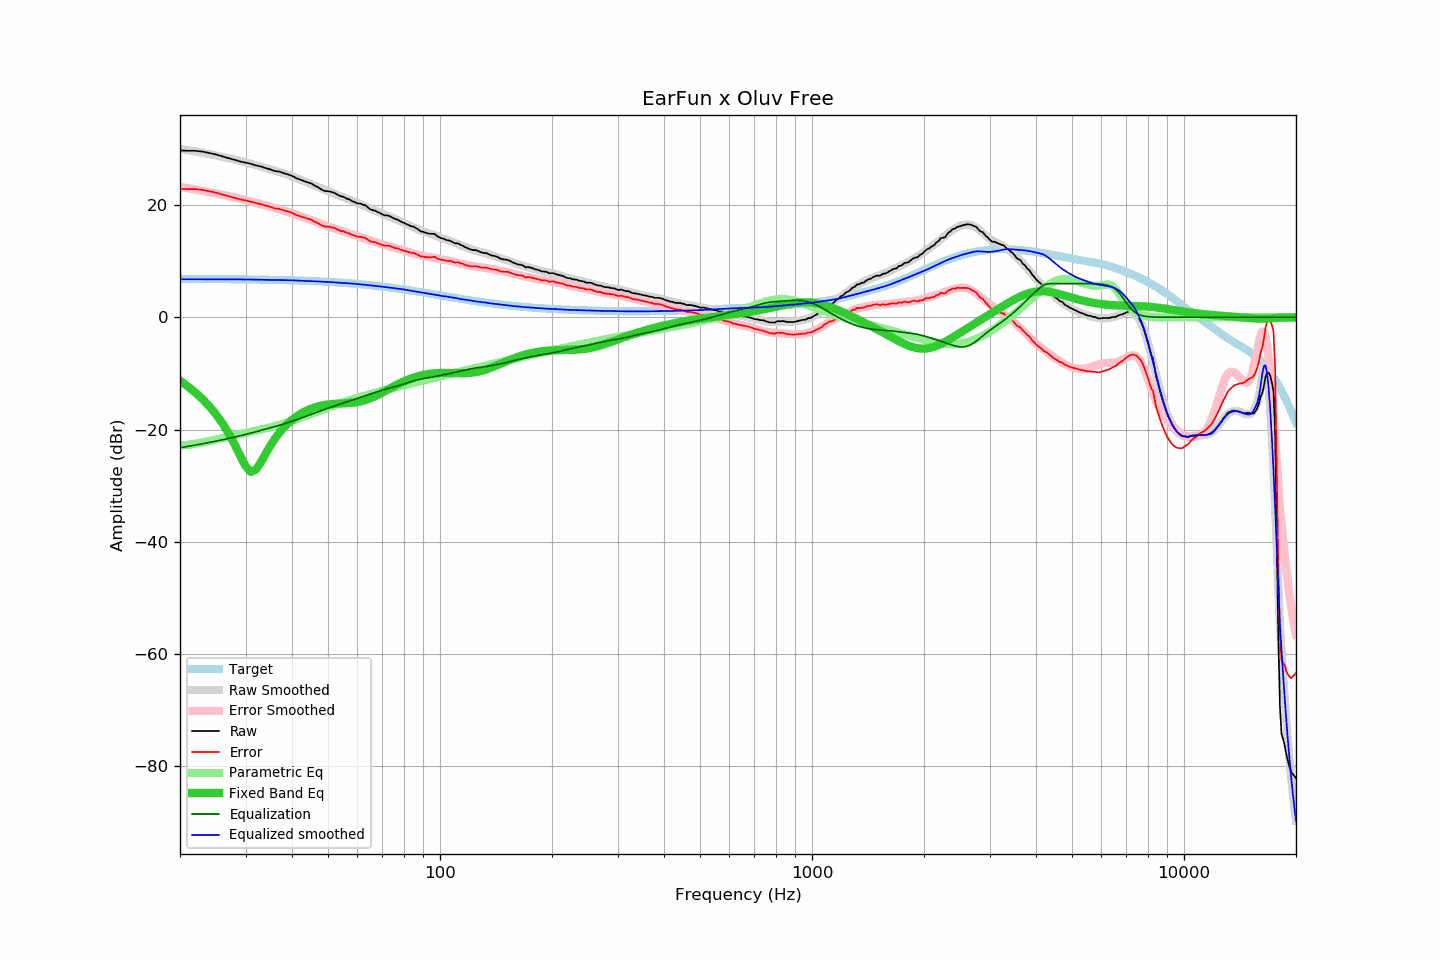 EarFun x Oluv Free
20
0
−20
−40
−60
−80
Amplitude (dBr)
Target
Raw Smoothed
Error Smoothed
Raw
Error
Parametric Eq
Fixed Band Eq
Equalization
Equalized smoothed
100
1000
10000
Frequency (Hz)